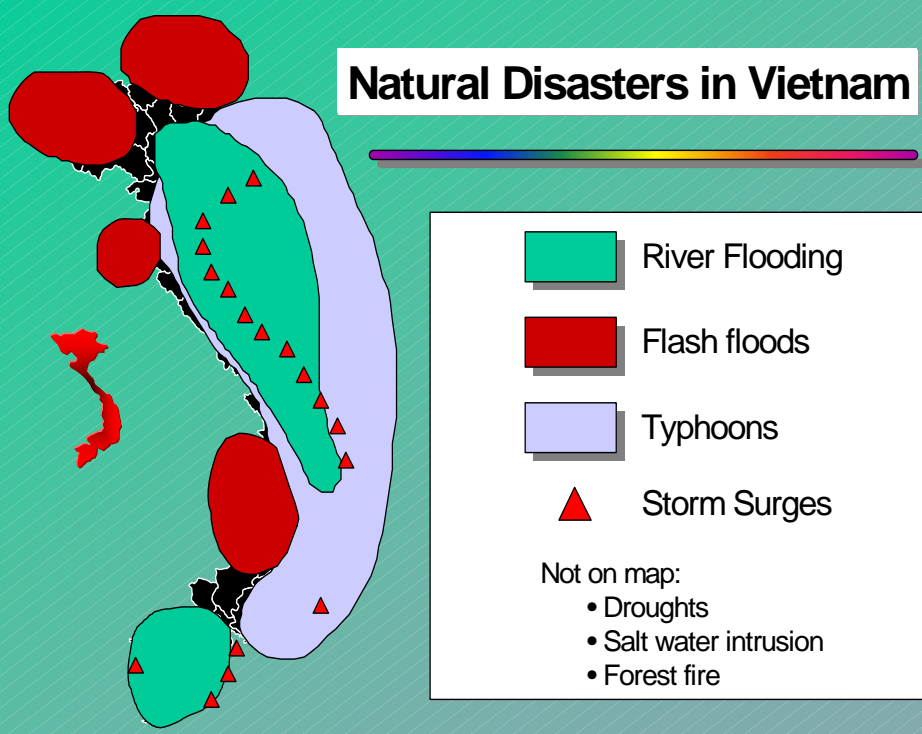 Natural Disasters in Vietnam
River Flooding
Flash floods
Typhoons
Storm Surges
Not on map:
• Droughts
• Salt water intrusion
• Forest fire